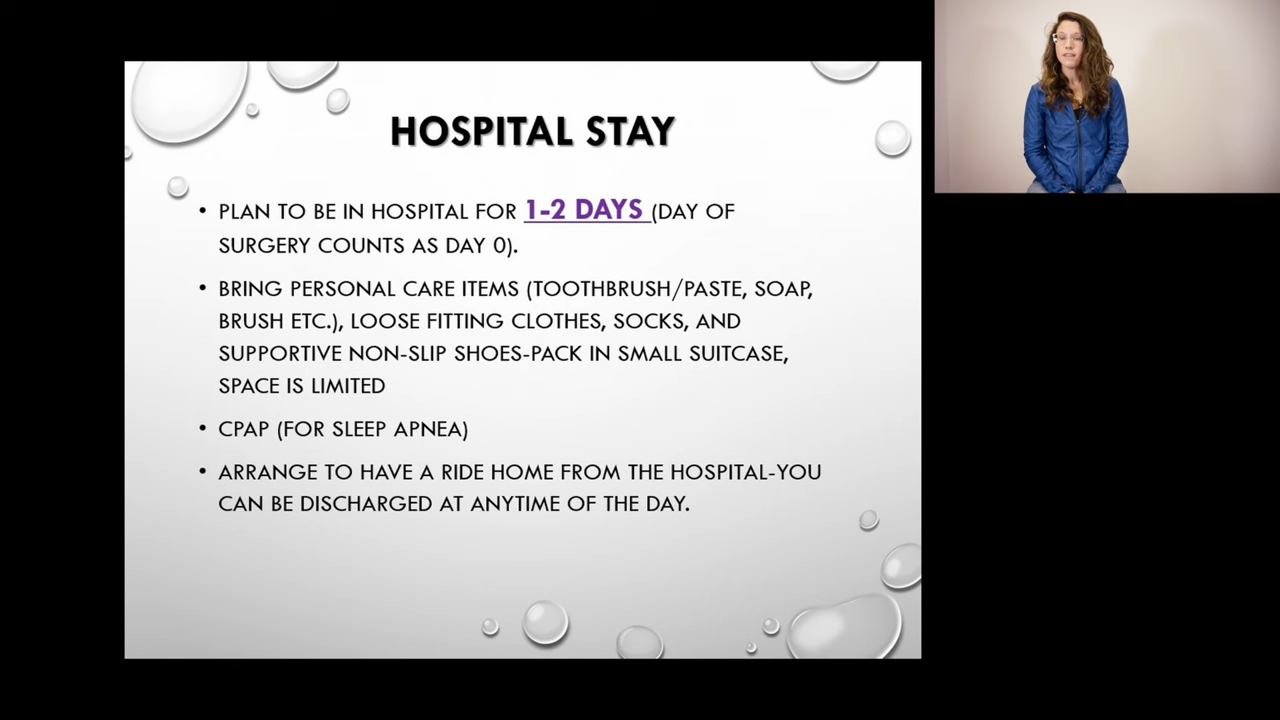 HOSPITAL STAY
• PLAN TO BE IN HOSPITAL FOR 1-2 DAYS (DAY OF
SURGERY COUNTS AS DAY 0).
• BRING PERSONAL CARE ITEMS (TOOTHBRUSH/PASTE, SOAP,
BRUSH ETC.), LOOSE FITTING CLOTHES, SOCKS, AND
SUPPORTIVE NON-SLIP SHOES-PACK IN SMALL SUITCASE,
SPACE IS LIMITED
• CPAP (FOR SLEEP APNEA)
• ARRANGE TO HAVE A RIDE HOME FROM THE HOSPITAL-YOU
CAN BE DISCHARGED AT ANYTIME OF THE DAY.